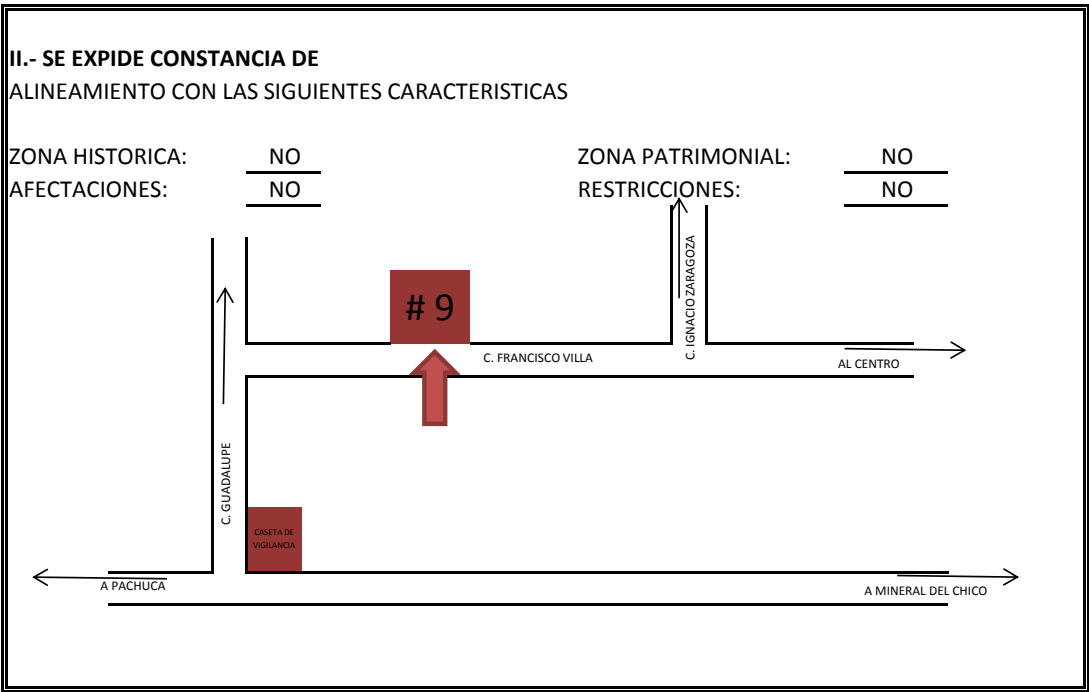 II.- SE EXPIDE CONSTANCIA DE
ALINEAMIENTO CON LAS SIGUIENTES CARACTERISTICAS
ZONA HISTORICA: NO ZONA PATRIMONIAL: NO
AFECTACIONES: NO RESTRICCIONES: NO
C. IGNACIO ZARAGOZA
# 9
C. FRANCISCO VILLA
AL CENTRO
C. GUADALUPE
CASETA DE
VIGILANCIA
A PACHUCA
A MINERAL DEL CHICO